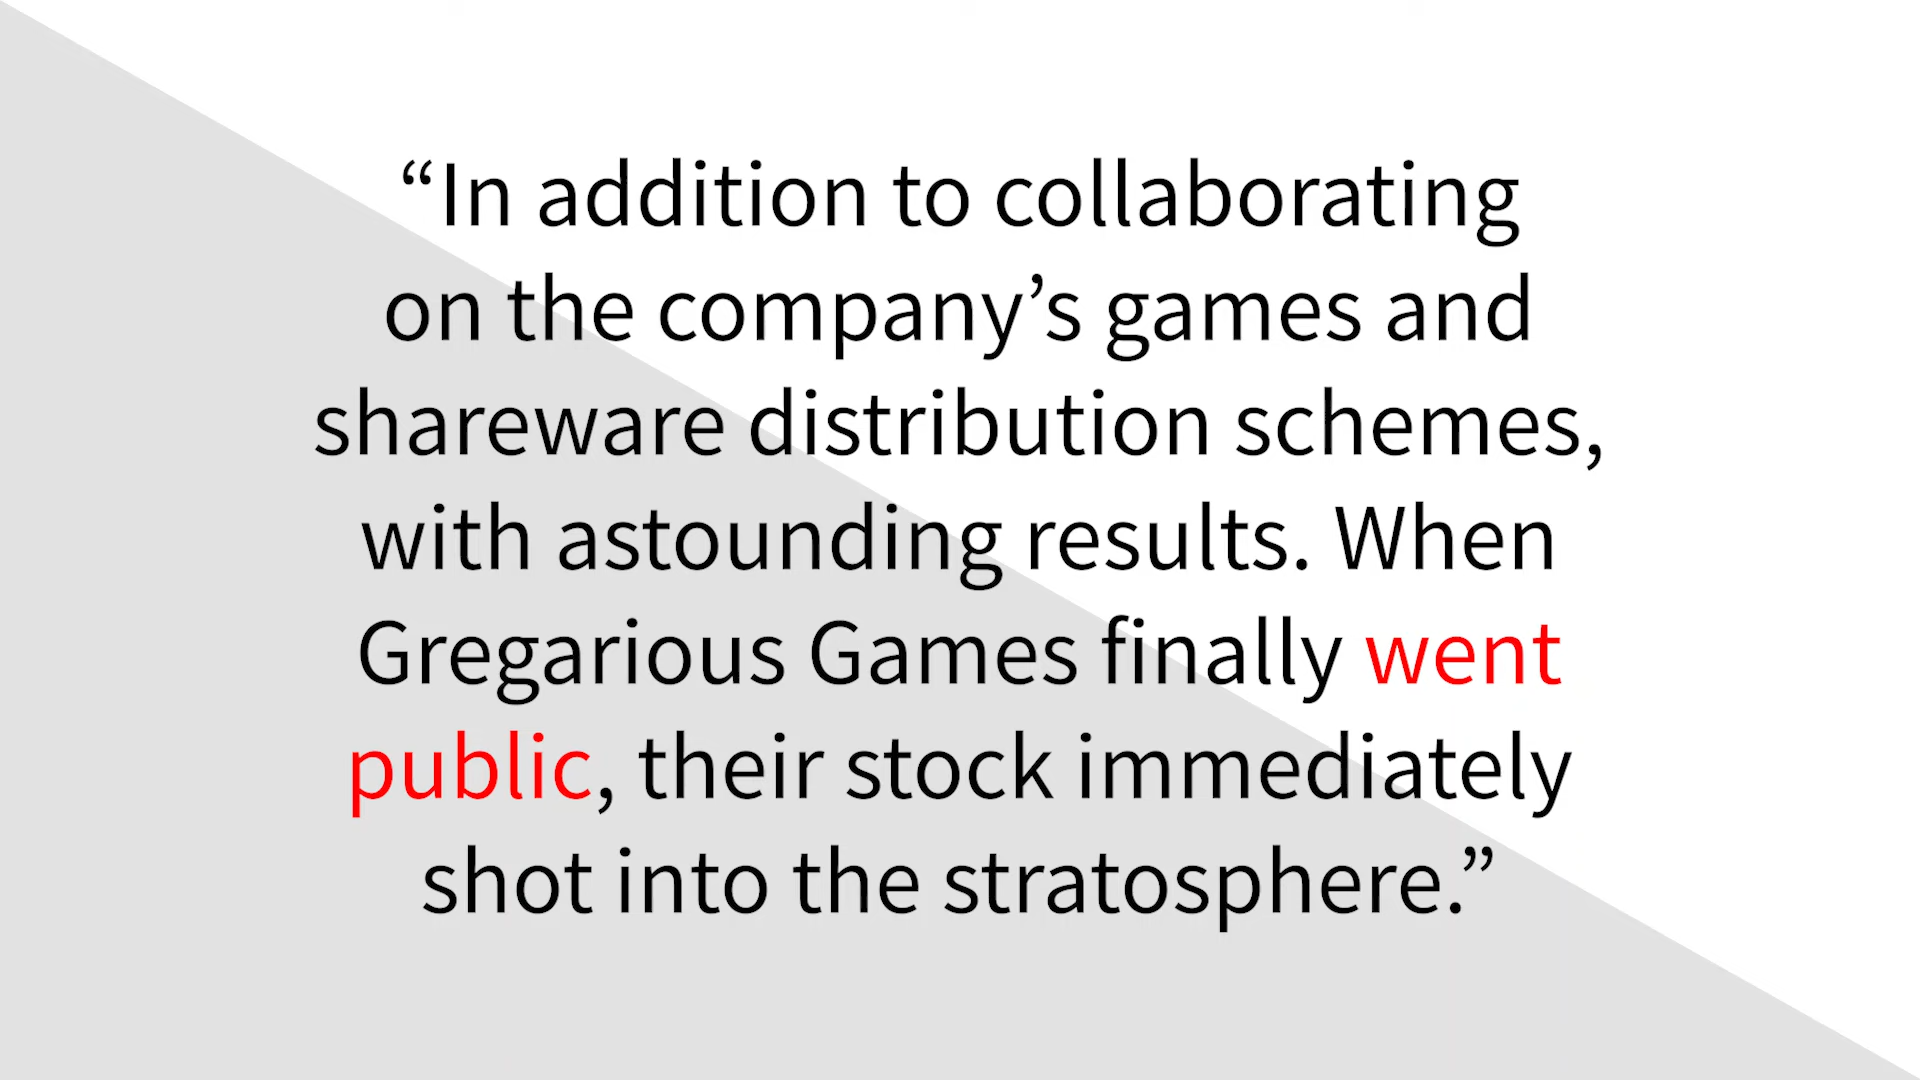 “In addition to collaborating
on the company’s games and
shareware distribution schemes,
with astounding results. When
Gregarious Games finally went
public, their stock immediately
shot into the stratosphere.”